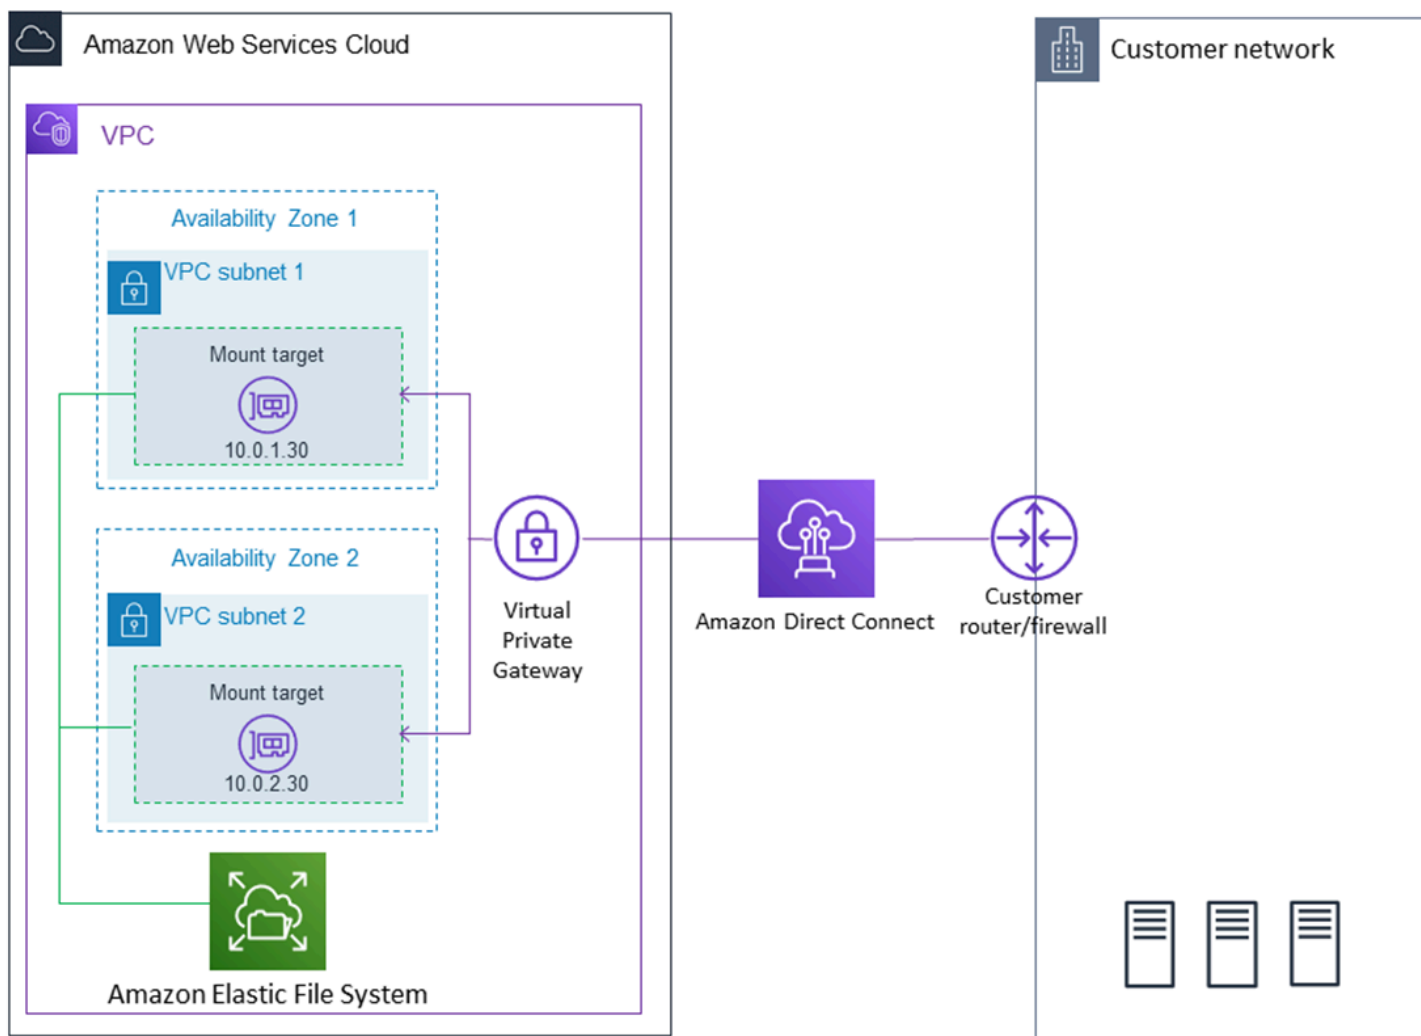 Amazon Web Services Cloud
Customer network
VPC
Availability Zone 1
VPC subnet 1
Mount target
10.0.1.30
Availability Zone 2
VPC subnet 2
Mount target
10.0.2.30
Virtual
Private
Gateway
Amazon Direct Connect
Customer
router/firewall
Amazon Elastic File System